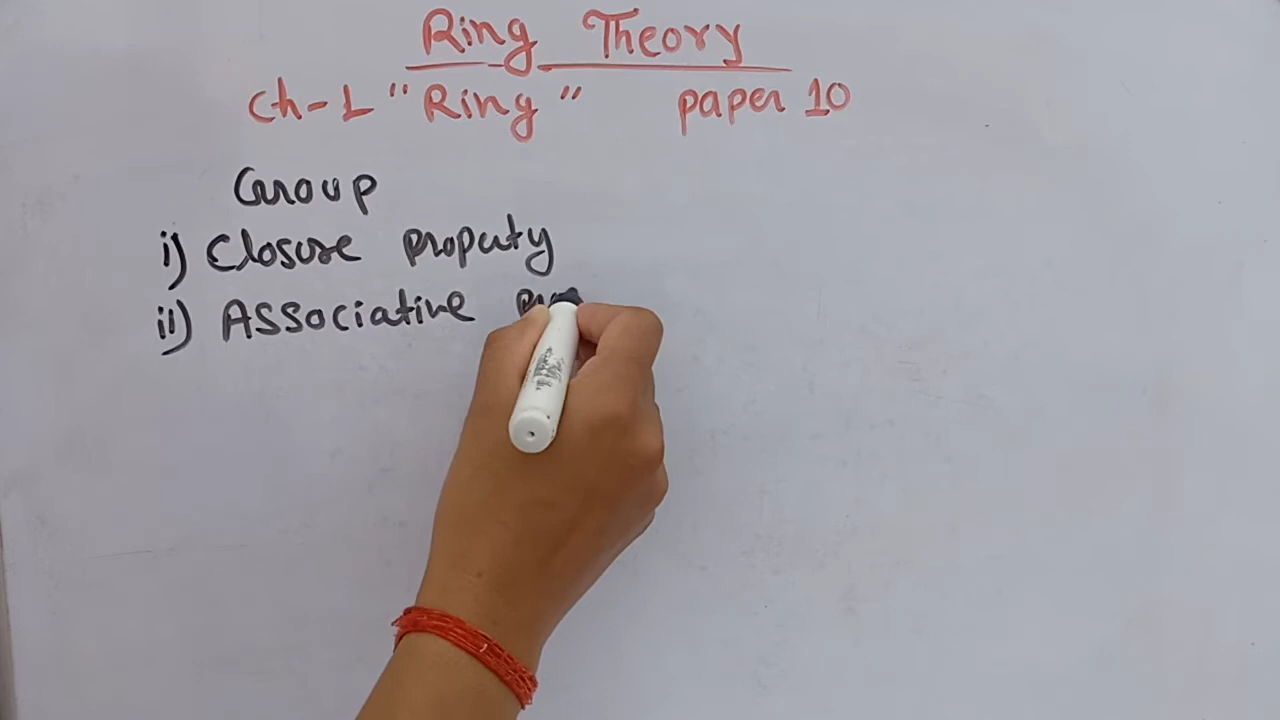 Ring Theory
Ch-1 "Ring" paper 10
Group
i) Closure property
ii) Associative